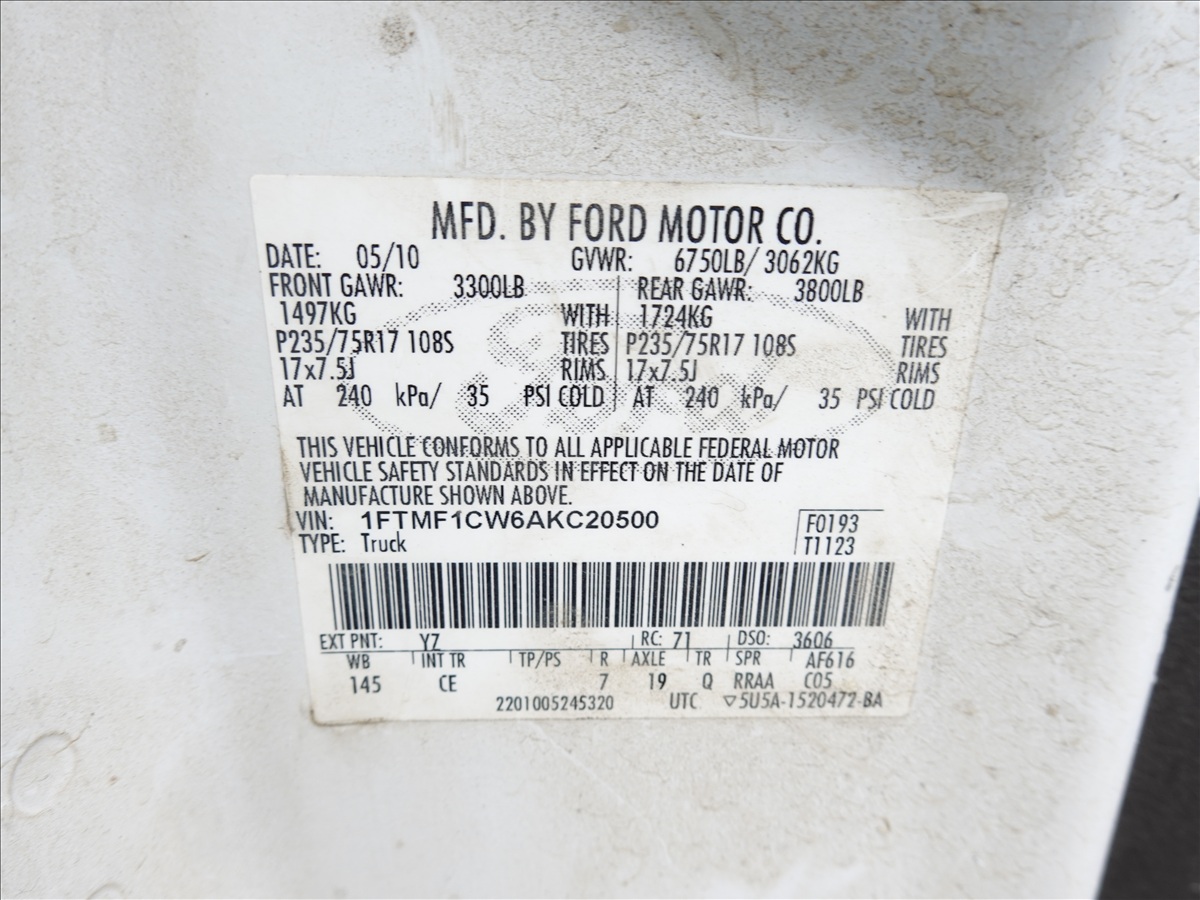 MFD. BY FORD MOTOR CO.
DATE: 05/10 GVWR: 6750LB/ 3062KG
FRONT GAWR: 3300LB REAR GAWR: 3800LB
1497KG WITH 1724KG WITH
P235/75R17 108S TIRES P235/75R17 108S TIRES
17x7.5J RIMS 17x7.5J RIMS
AT 240 kPa/ 35 PSI COLD AT 240 kPa/ 35 PSI COLD
THIS VEHICLE CONFORMS TO ALL APPLICABLE FEDERAL MOTOR
VEHICLE SAFETY STANDARDS IN EFFECT ON THE DATE OF
MANUFACTURE SHOWN ABOVE.
VIN: 1FTMF1CW6AKC20500 F0193
TYPE: Truck T1123
EXT PNT: YZ RC: 71 DSO: 3606
WB INT TR TP/PS R AXLE TR SPR AF616
145 CE 7 19 Q RRAA C05
2201005245320 UTC ▽5U5A-1520472-BA